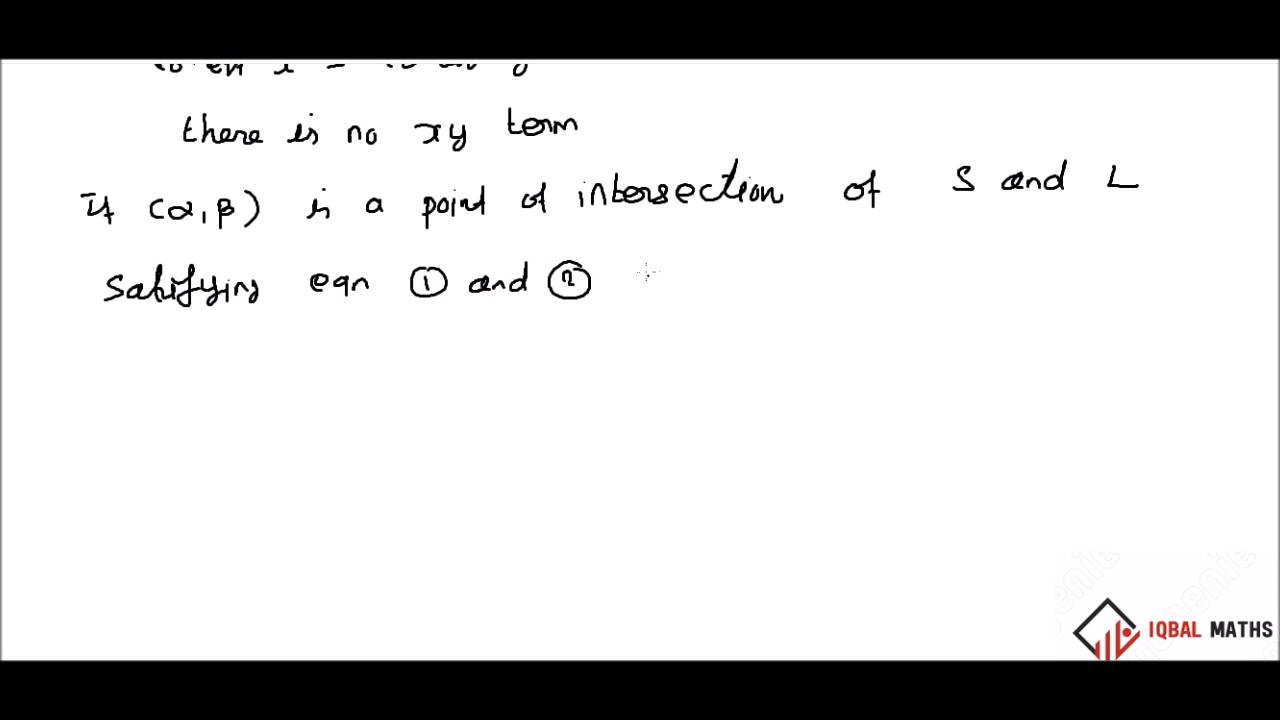 there is no xy term
If (α, β) is a point of intersection of S and L
satisfying eqn ① and ②
IQBAL MATHS